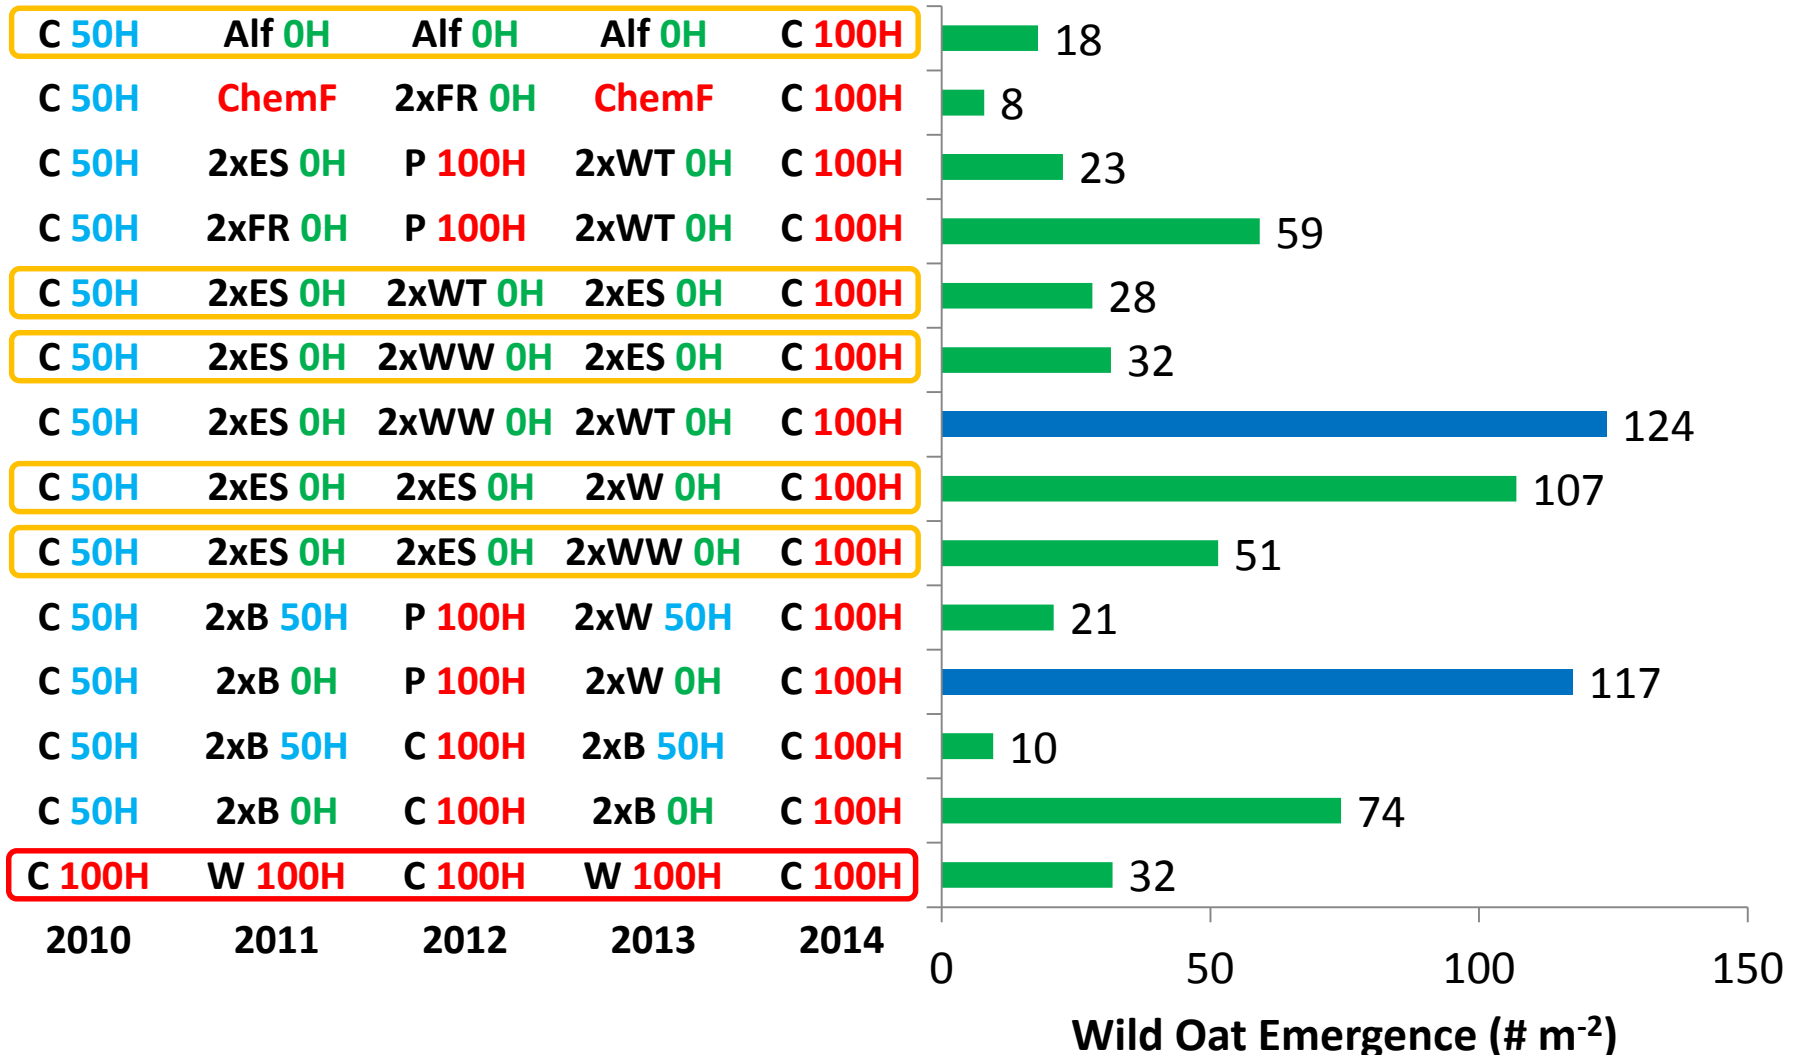 C 50H Alf 0H Alf 0H Alf 0H C 100H 18
C 50H ChemF 2xFR 0H ChemF C 100H 8
C 50H 2xES 0H P 100H 2xWT 0H C 100H 23
C 50H 2xFR 0H P 100H 2xWT 0H C 100H 59
C 50H 2xES 0H 2xWT 0H 2xES 0H C 100H 28
C 50H 2xES 0H 2xWW 0H 2xES 0H C 100H 32
C 50H 2xES 0H 2xWW 0H 2xWT 0H C 100H 124
C 50H 2xES 0H 2xES 0H 2xW 0H C 100H 107
C 50H 2xES 0H 2xES 0H 2xWW 0H C 100H 51
C 50H 2xB 50H P 100H 2xW 50H C 100H 21
C 50H 2xB 0H P 100H 2xW 0H C 100H 117
C 50H 2xB 50H C 100H 2xB 50H C 100H 10
C 50H 2xB 0H C 100H 2xB 0H C 100H 74
C 100H W 100H C 100H W 100H C 100H 32
2010 2011 2012 2013 2014
0 50 100 150
Wild Oat Emergence (# m⁻²)